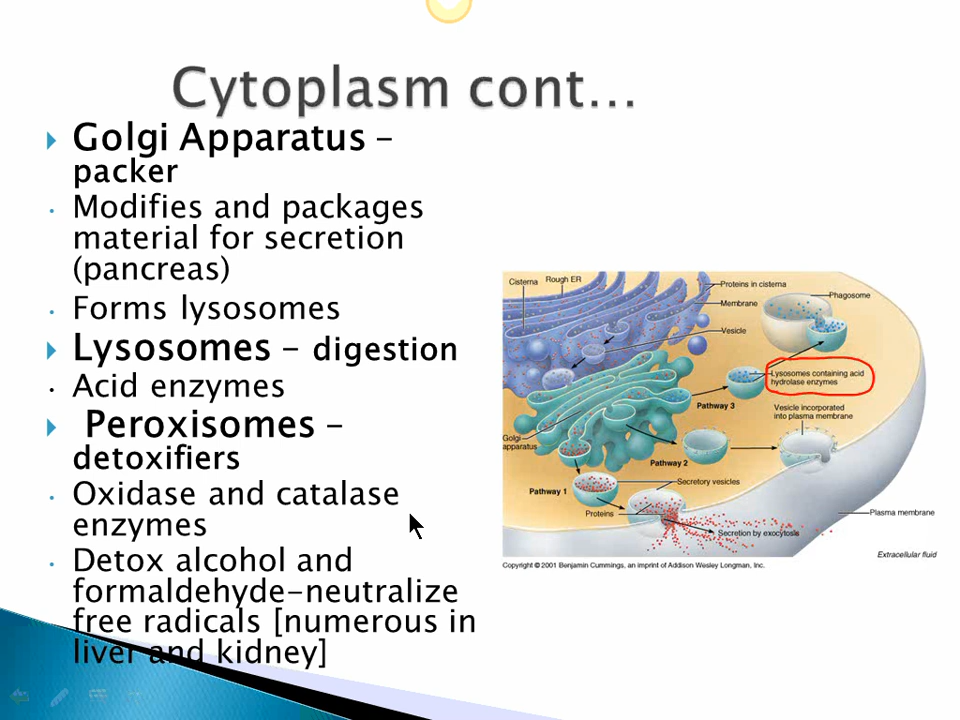 Cytoplasm cont...
Golgi Apparatus –
packer
Modifies and packages
material for secretion
(pancreas)
Forms lysosomes
Lysosomes – digestion
Acid enzymes
Peroxisomes –
detoxifiers
Oxidase and catalase
enzymes
Detox alcohol and
formaldehyde-neutralize
free radicals [numerous in
liver and kidney]
Cisterna
Rough ER
Proteins in cisterna
Membrane
Vesicle
Phagosome
Lysosomes containing acid
hydrolase enzymes
Pathway 3
Vesicle incorporated
into plasma membrane
Golgi
apparatus
Pathway 2
Secretory vesicles
Pathway 1
Proteins
Plasma membrane
Secretion by exocytosis
Extracellular fluid
Copyright © 2001 Benjamin Cummings, an imprint of Addison Wesley Longman, Inc.